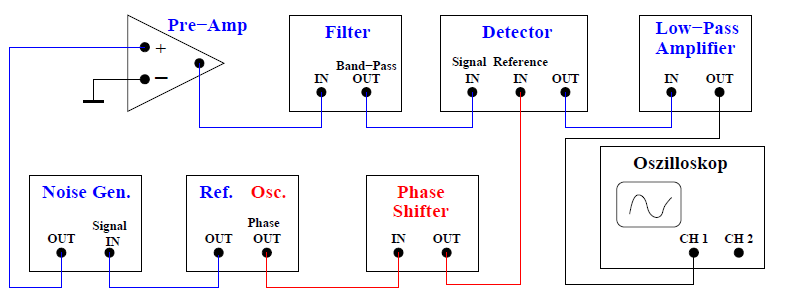 Pre−Amp
+
−
Filter
Band−Pass
IN OUT
Detector
Signal Reference
IN IN OUT
Low−Pass
Amplifier
IN OUT
Noise Gen.
Signal
OUT IN
Ref. Osc.
Phase
OUT OUT
Phase
Shifter
IN OUT
Oszilloskop
CH 1 CH 2